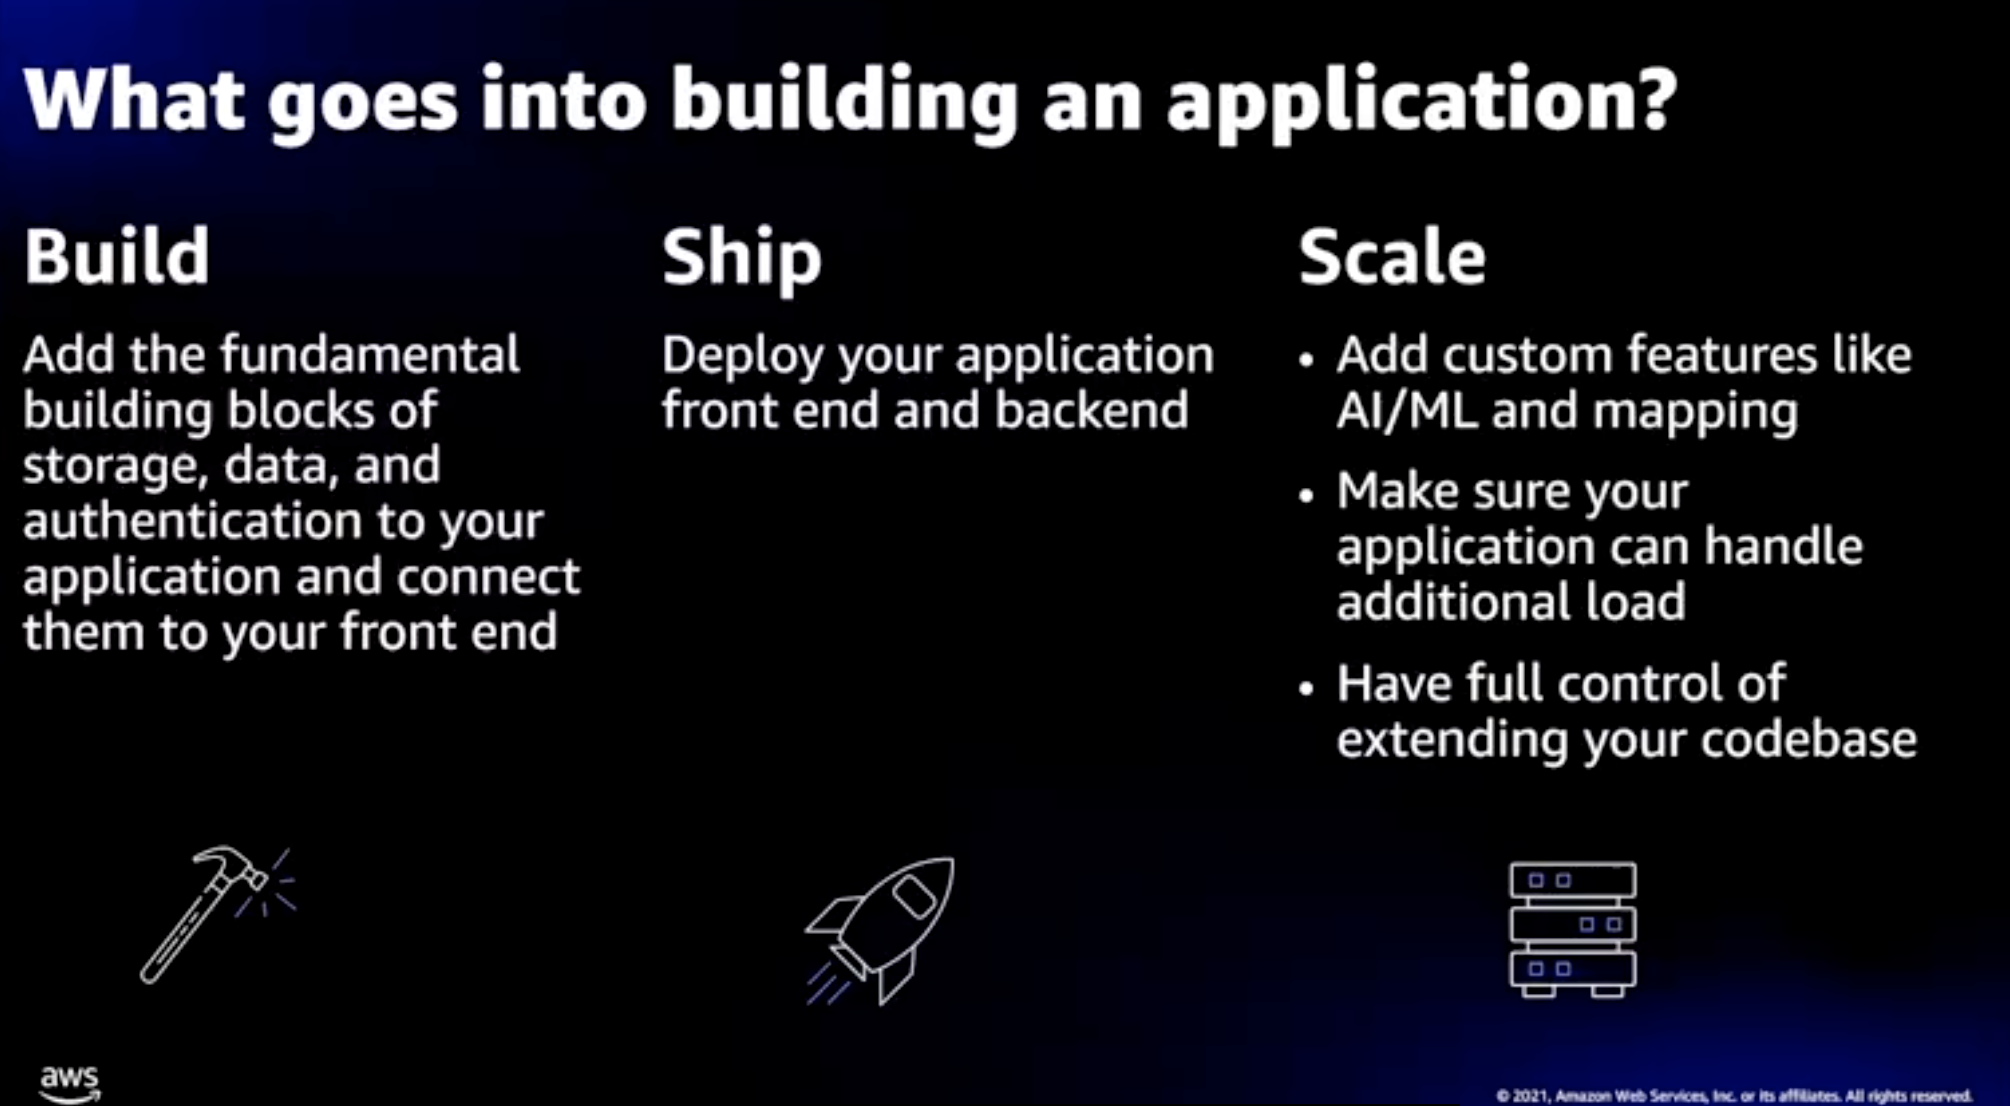 What goes into building an application?
Build
Add the fundamental
building blocks of
storage, data, and
authentication to your
application and connect
them to your front end
Ship
Deploy your application
front end and backend
Scale
• Add custom features like
AI/ML and mapping
• Make sure your
application can handle
additional load
• Have full control of
extending your codebase
aws
© 2021, Amazon Web Services, Inc. or its affiliates. All rights reserved.